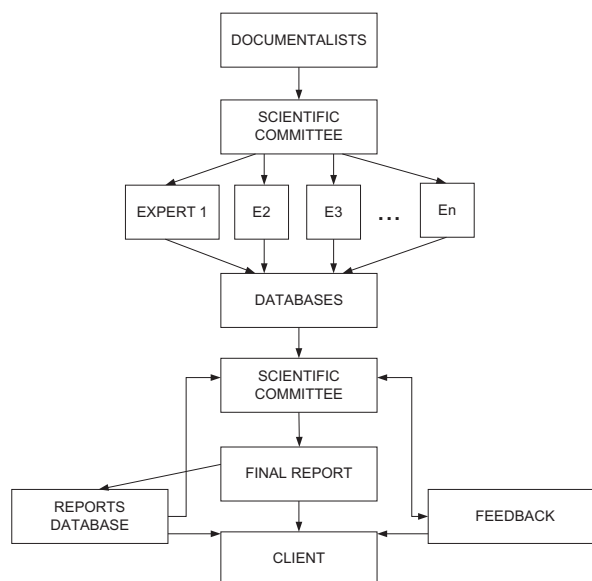 DOCUMENTALISTS
SCIENTIFIC
COMMITTEE
EXPERT 1
E2
E3
...
En
DATABASES
SCIENTIFIC
COMMITTEE
FINAL REPORT
REPORTS
DATABASE
FEEDBACK
CLIENT